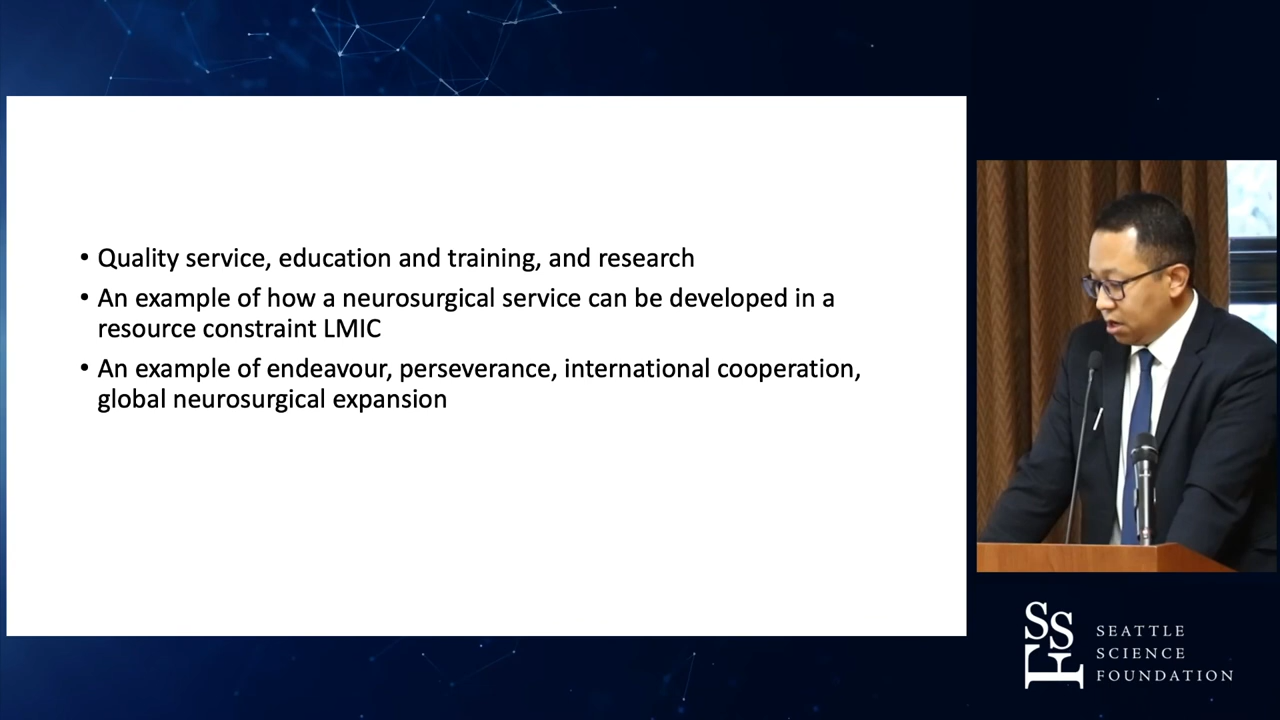 • Quality service, education and training, and research
• An example of how a neurosurgical service can be developed in a
resource constraint LMIC
• An example of endeavour, perseverance, international cooperation,
global neurosurgical expansion
SSF
SEATTLE
SCIENCE
FOUNDATION